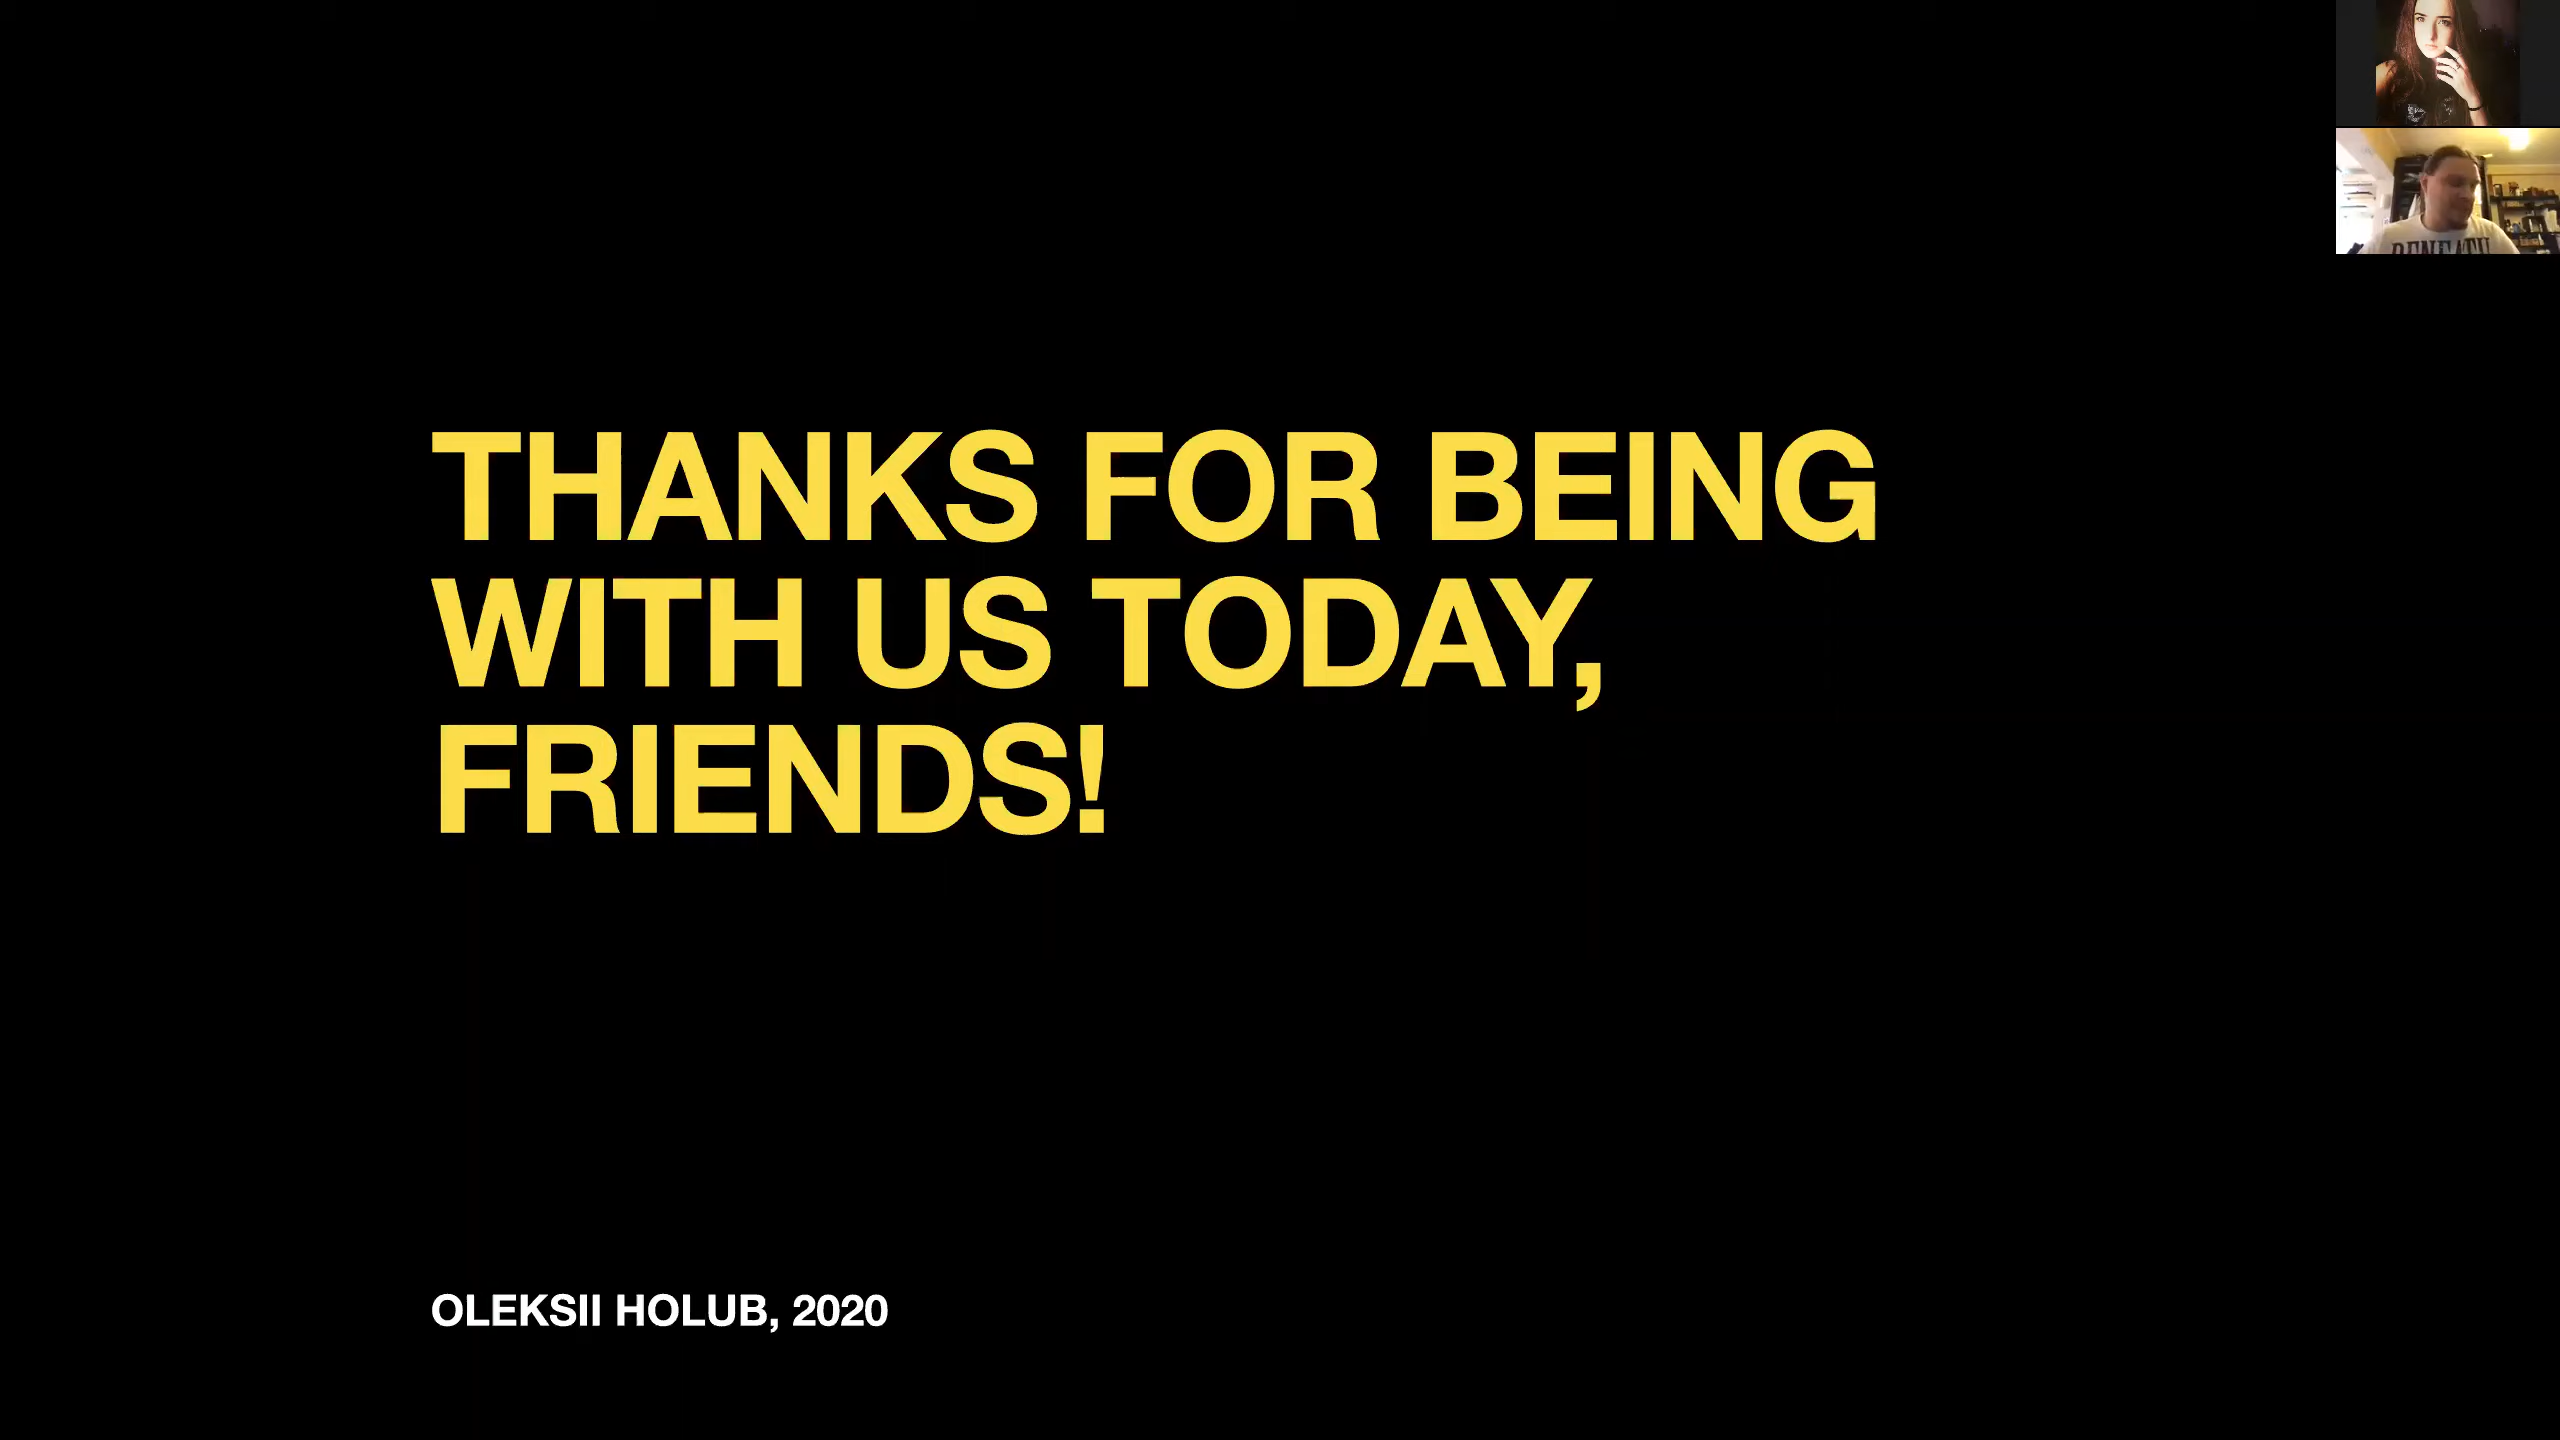 THANKS FOR BEING
WITH US TODAY,
FRIENDS!
OLEKSII HOLUB, 2020